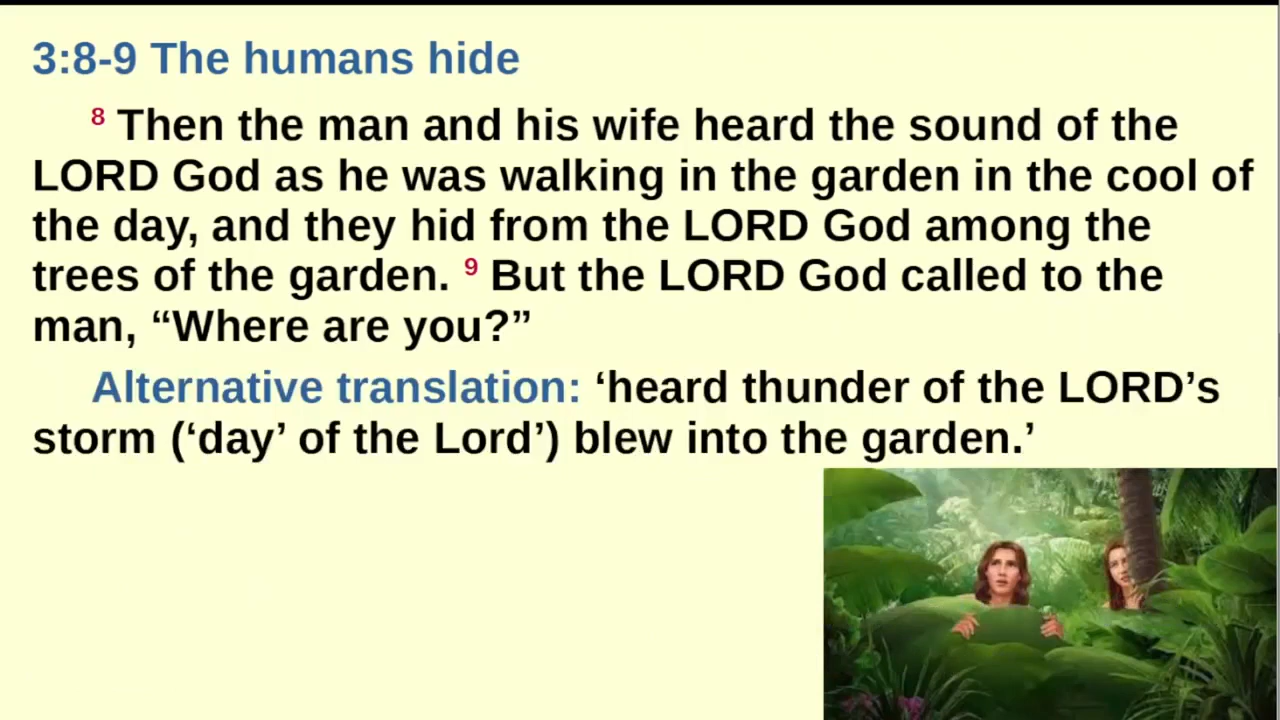 3:8-9 The humans hide
8 Then the man and his wife heard the sound of the
LORD God as he was walking in the garden in the cool of
the day, and they hid from the LORD God among the
trees of the garden. 9 But the LORD God called to the
man, “Where are you?”
Alternative translation: ‘heard thunder of the LORD’s
storm (‘day’ of the Lord’) blew into the garden.’